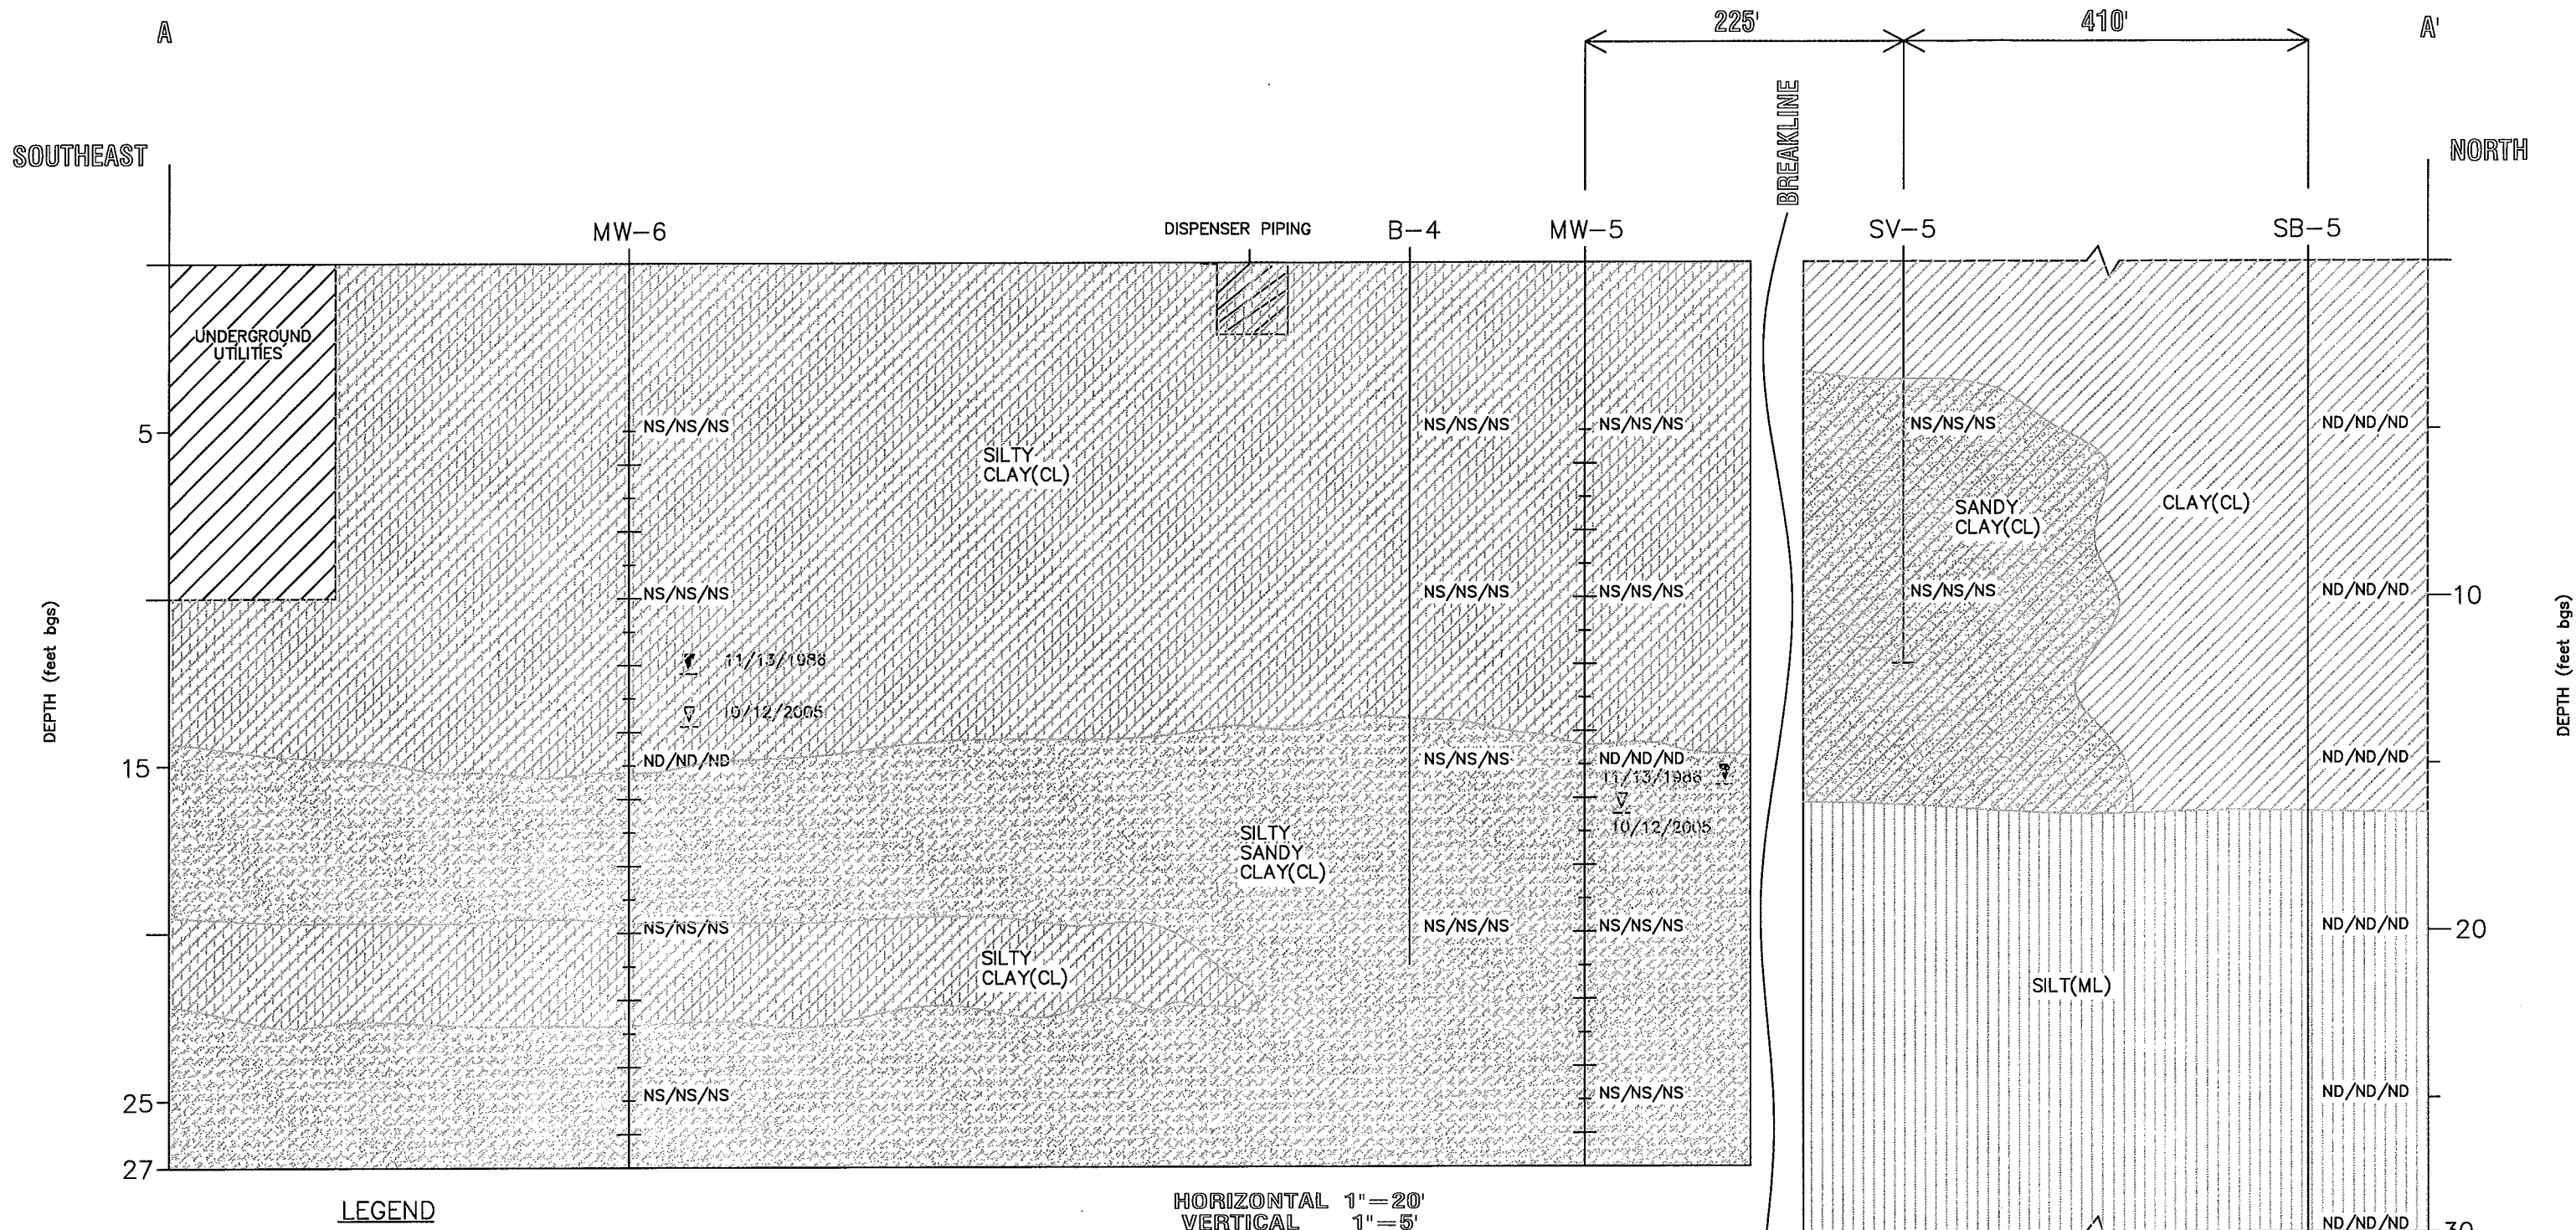 A
225'
410'
A'
BREAKLINE
SOUTHEAST
NORTH
MW-6
DISPENSER PIPING
B-4
MW-5
SV-5
SB-5
UNDERGROUND
UTILITIES
5
NS/NS/NS
NS/NS/NS
NS/NS/NS
NS/NS/NS
ND/ND/ND
SILTY
CLAY(CL)
SANDY
CLAY(CL)
CLAY(CL)
NS/NS/NS
NS/NS/NS
NS/NS/NS
NS/NS/NS
ND/ND/ND
10
DEPTH (feet bgs)
DEPTH (feet bgs)
11/13/1986
10/12/2005
15
ND/ND/ND
NS/NS/NS
ND/ND/ND
ND/ND/ND
11/13/1986
10/12/2005
SILTY
SANDY
CLAY(CL)
NS/NS/NS
NS/NS/NS
NS/NS/NS
ND/ND/ND
20
SILTY
CLAY(CL)
SILT(ML)
25
NS/NS/NS
NS/NS/NS
ND/ND/ND
27
LEGEND
HORIZONTAL 1"=20'
VERTICAL 1"=5'
ND/ND/ND
30